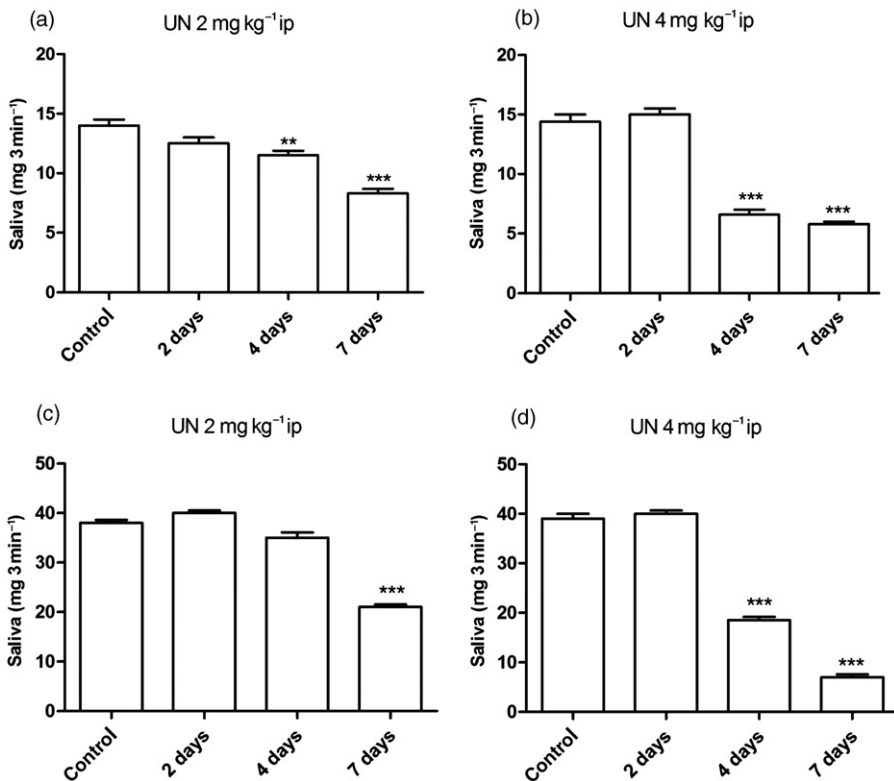 (a)
UN 2 mg kg⁻¹ ip
Saliva (mg 3 min⁻¹)
20
15
10
5
0
**
***
Control
2 days
4 days
7 days
(b)
UN 4 mg kg⁻¹ ip
Saliva (mg 3 min⁻¹)
20
15
10
5
0
***
***
Control
2 days
4 days
7 days
(c)
UN 2 mg kg⁻¹ ip
Saliva (mg 3 min⁻¹)
50
40
30
20
10
0
***
Control
2 days
4 days
7 days
(d)
UN 4 mg kg⁻¹ ip
Saliva (mg 3 min⁻¹)
50
40
30
20
10
0
***
***
Control
2 days
4 days
7 days